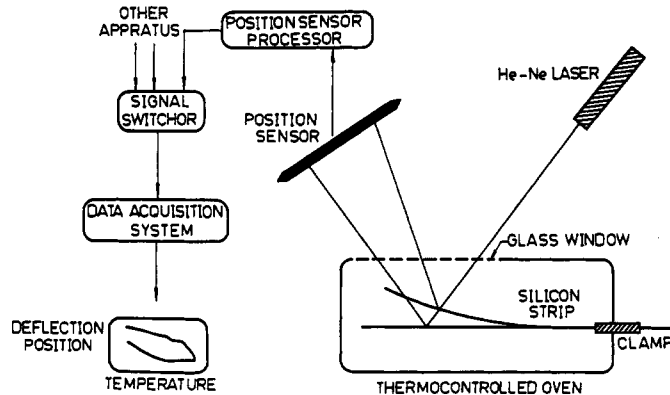 OTHER
APPARATUS
POSITION SENSOR
PROCESSOR
He-Ne LASER
SIGNAL
SWITCHOR
POSITION
SENSOR
DATA ACQUISITION
SYSTEM
GLASS WINDOW
SILICON
STRIP
DEFLECTION
POSITION
CLAMP
TEMPERATURE
THERMOCONTROLLED OVEN